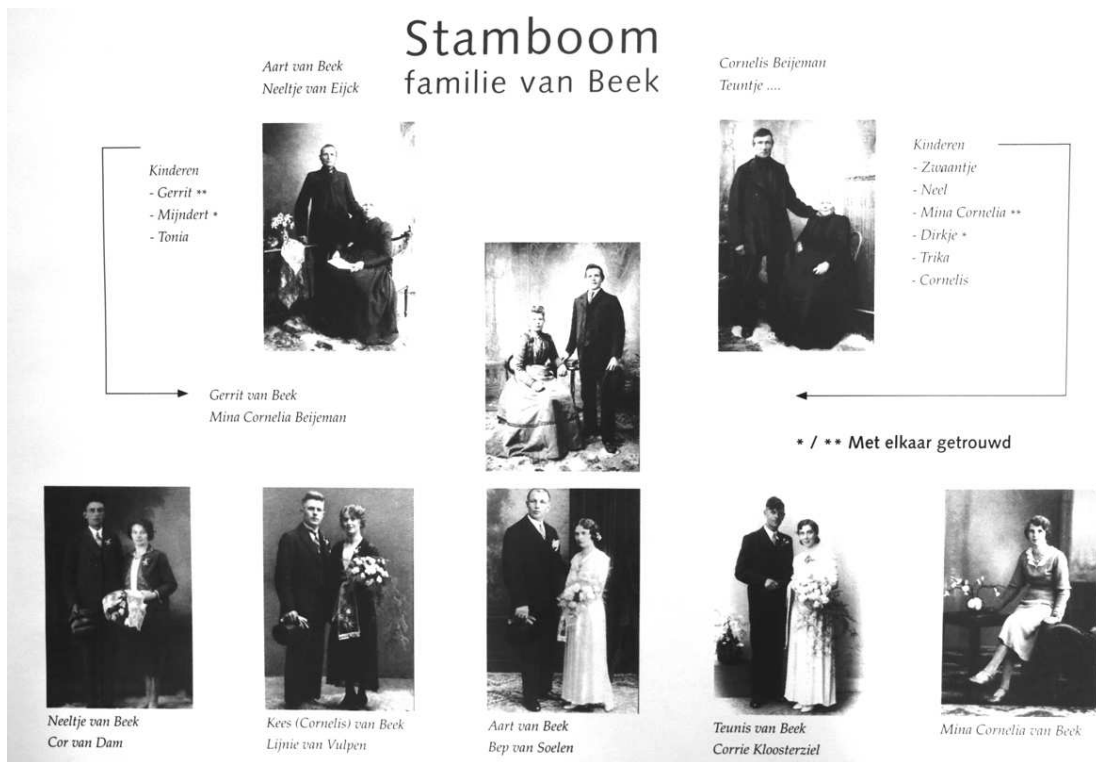 Stamboom
familie van Beek
Aart van Beek
Neeltje van Eijck
Cornelis Beijeman
Teuntje ....
Kinderen
- Gerrit **
- Mijndert *
- Tonia
Kinderen
- Zwaantje
- Neel
- Mina Cornelia **
- Dirkje *
- Trika
- Cornelis
Gerrit van Beek
Mina Cornelia Beijeman
* / ** Met elkaar getrouwd
Neeltje van Beek
Cor van Dam
Kees (Cornelis) van Beek
Lijnie van Vulpen
Aart van Beek
Bep van Soelen
Teunis van Beek
Corrie Kloosterziel
Mina Cornelia van Beek